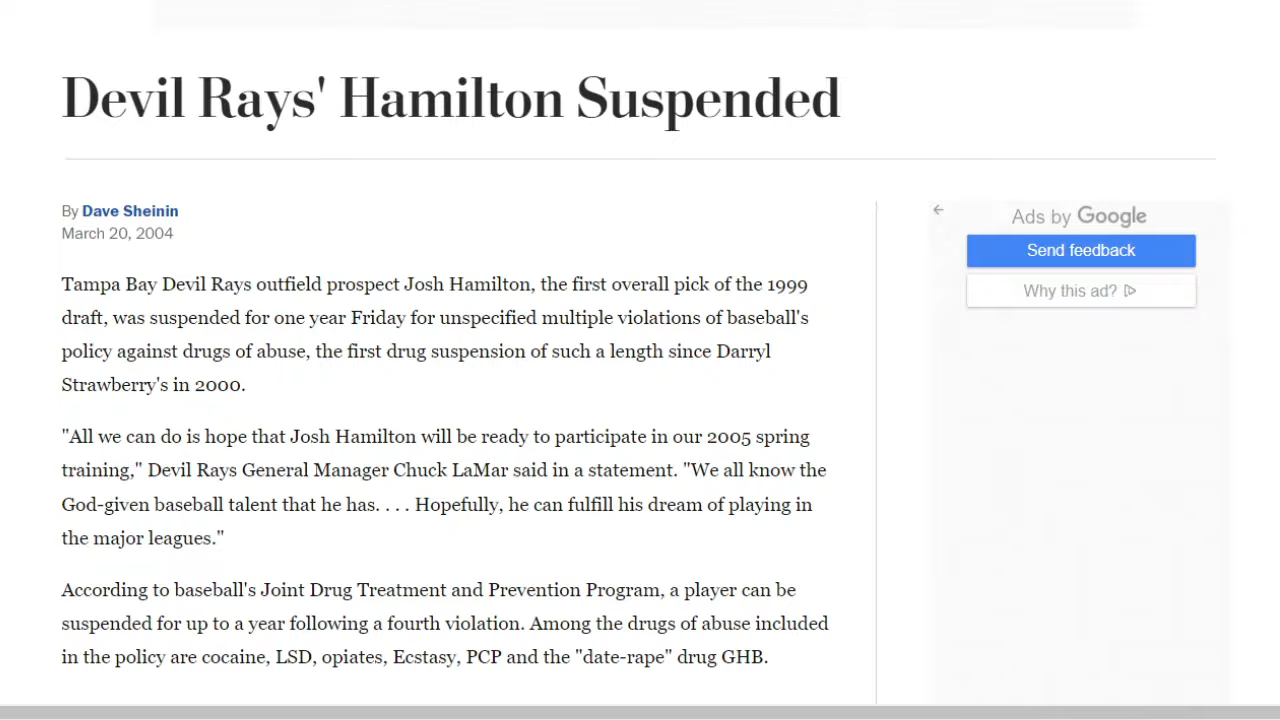 Devil Rays' Hamilton Suspended
By Dave Sheinin
March 20, 2004
Tampa Bay Devil Rays outfield prospect Josh Hamilton, the first overall pick of the 1999
draft, was suspended for one year Friday for unspecified multiple violations of baseball's
policy against drugs of abuse, the first drug suspension of such a length since Darryl
Strawberry's in 2000.
"All we can do is hope that Josh Hamilton will be ready to participate in our 2005 spring
training," Devil Rays General Manager Chuck LaMar said in a statement. "We all know the
God-given baseball talent that he has. . . . Hopefully, he can fulfill his dream of playing in
the major leagues."
According to baseball's Joint Drug Treatment and Prevention Program, a player can be
suspended for up to a year following a fourth violation. Among the drugs of abuse included
in the policy are cocaine, LSD, opiates, Ecstasy, PCP and the "date-rape" drug GHB.
Ads by Google
Send feedback
Why this ad?